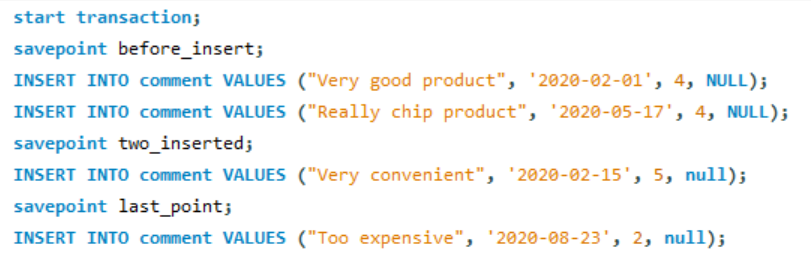 start transaction;
savepoint before_insert;
INSERT INTO comment VALUES ("Very good product", '2020-02-01', 4, NULL);
INSERT INTO comment VALUES ("Really chip product", '2020-05-17', 4, NULL);
savepoint two_inserted;
INSERT INTO comment VALUES ("Very convenient", '2020-02-15', 5, null);
savepoint last_point;
INSERT INTO comment VALUES ("Too expensive", '2020-08-23', 2, null);